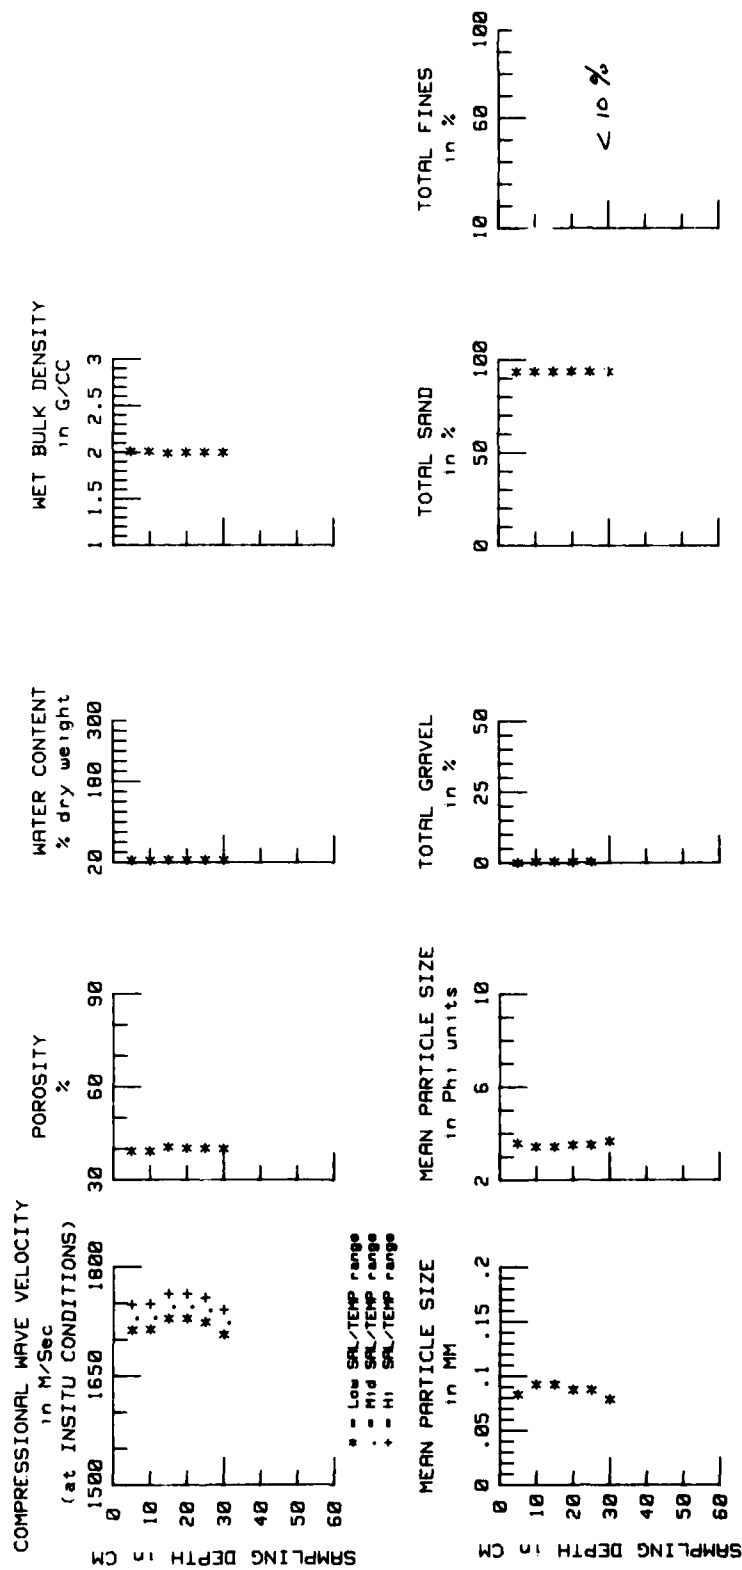 COMPRESSIONAL WAVE VELOCITY
in M/Sec
(at INSITU CONDITIONS)
1500 1650 1800
SAMPLING DEPTH in CM
0
10
20
30
40
50
60
* = Low SAL/TEMP range
. = Mid SAL/TEMP range
+ = Hi SAL/TEMP range
POROSITY
%
30 60 90
WATER CONTENT
% dry weight
20 180 300
WET BULK DENSITY
in G/CC
1 1.5 2 2.5 3
MEAN PARTICLE SIZE
in MM
0 .05 .1 .15 .2
SAMPLING DEPTH in CM
0
10
20
30
40
50
60
MEAN PARTICLE SIZE
in Phi units
2 6 10
TOTAL GRAVEL
in %
0 25 50
TOTAL SAND
in %
0 50 100
TOTAL FINES
in %
10 60 100
< 10 %